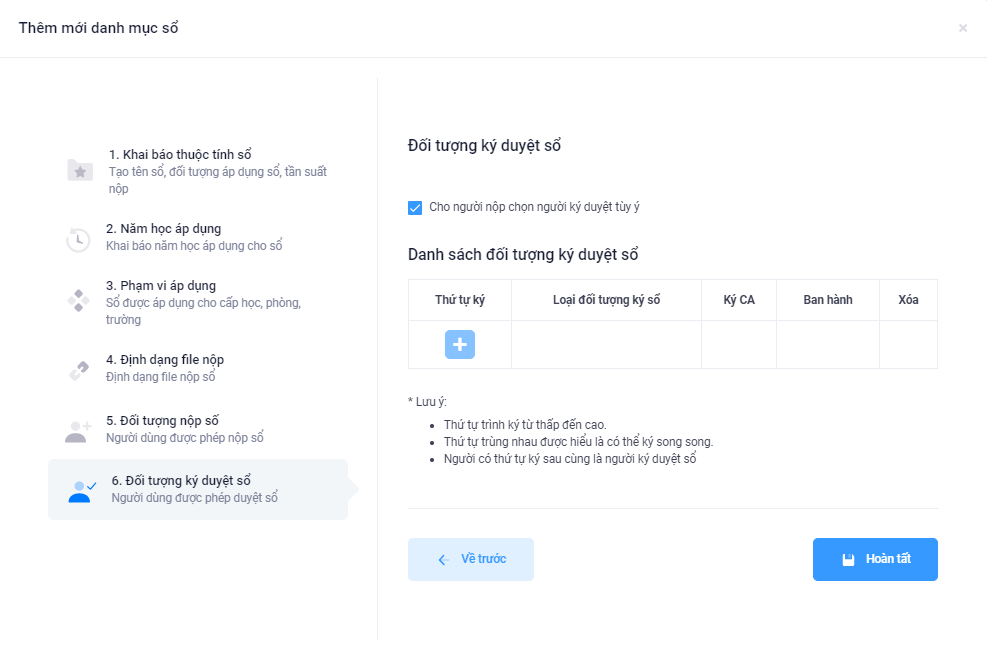 Thêm mới danh mục sổ
×
1. Khai báo thuộc tính sổ
Tạo tên sổ, đối tượng áp dụng sổ, tần suất
nộp
2. Năm học áp dụng
Khai báo năm học áp dụng cho sổ
3. Phạm vi áp dụng
Sổ được áp dụng cho cấp học, phòng,
trường
4. Định dạng file nộp
Định dạng file nộp sổ
5. Đối tượng nộp sổ
Người dùng được phép nộp sổ
6. Đối tượng ký duyệt sổ
Người dùng được phép duyệt sổ
Đối tượng ký duyệt sổ
Cho người nộp chọn người ký duyệt tùy ý
Danh sách đối tượng ký duyệt sổ
Thứ tự ký Loại đối tượng ký sổ Ký CA Ban hành Xóa
* Lưu ý:
• Thứ tự trình ký từ thấp đến cao.
• Thứ tự trùng nhau được hiểu là có thể ký song song.
• Người có thứ tự ký sau cùng là người ký duyệt sổ
Về trước
Hoàn tất